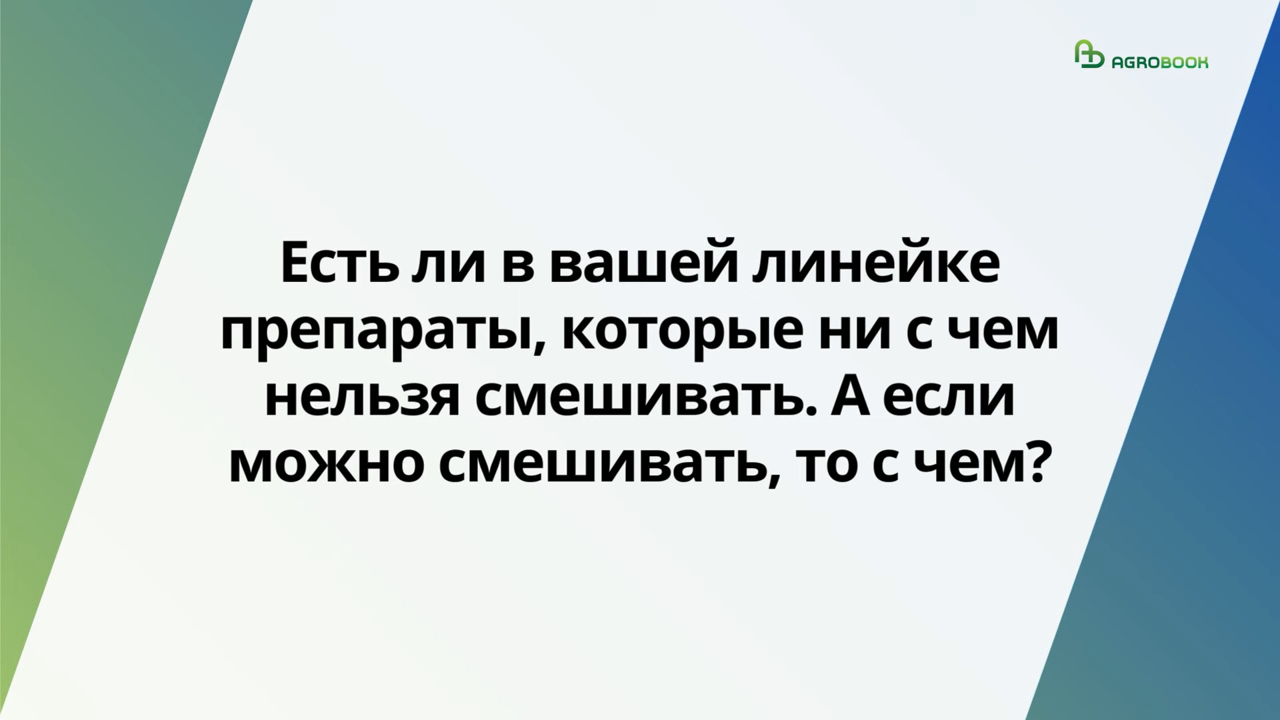 AGROBOOK
Есть ли в вашей линейке
препараты, которые ни с чем
нельзя смешивать. А если
можно смешивать, то с чем?